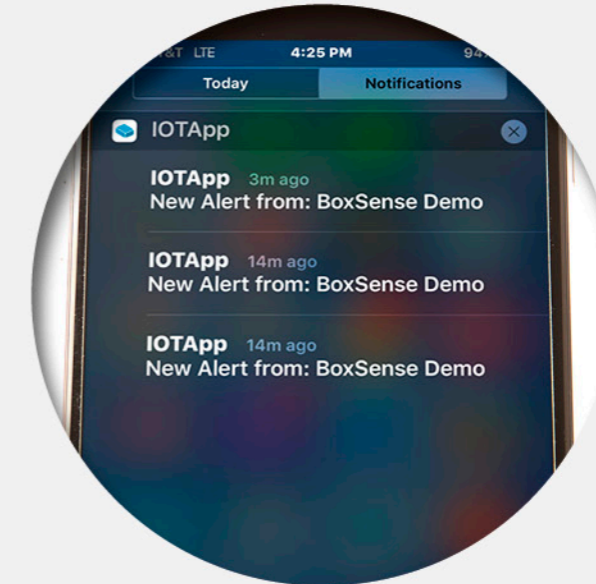 LTE 4:25 PM
Today Notifications
IOTApp
IOTApp 3m ago
New Alert from: BoxSense Demo
IOTApp 14m ago
New Alert from: BoxSense Demo
IOTApp 14m ago
New Alert from: BoxSense Demo